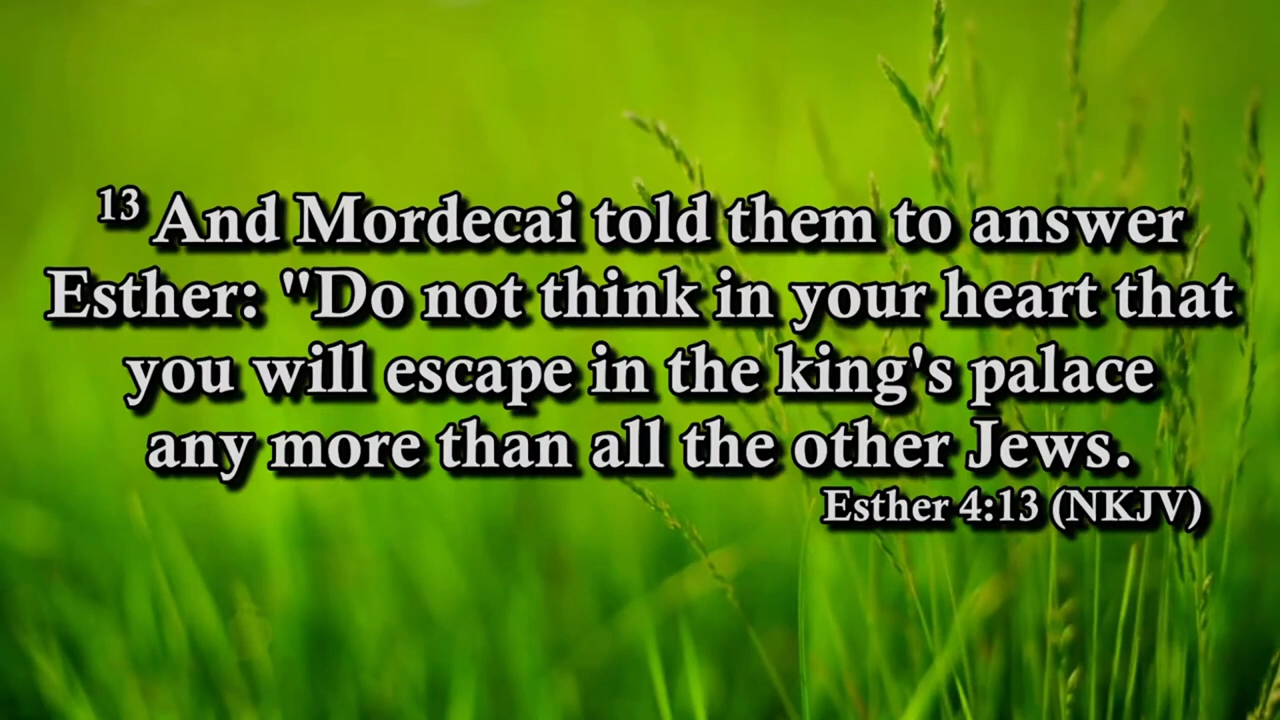 13 And Mordecai told them to answer
Esther: "Do not think in your heart that
you will escape in the king's palace
any more than all the other Jews.
Esther 4:13 (NKJV)